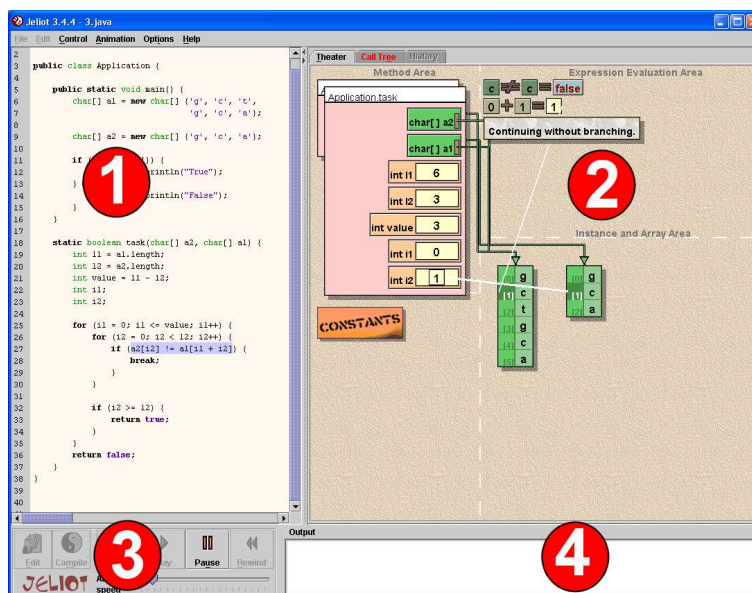 Jeliot 3.4.4 - 3.java
File Edit Control Animation Options Help
2
3 public class Application {
4
5 public static void main() {
6 char[] a1 = new char[] {'g', 'c', 't',
7 'g', 'c', 'a'};
8
9 char[] a2 = new char[] {'g', 'c', 'a'};
10
11 if ( )) {
12 println("True");
13 }
14 println("False");
15 }
16 }
17
18 static boolean task(char[] a2, char[] a1) {
19 int l1 = a1.length;
20 int l2 = a2.length;
21 int value = l1 - l2;
22 int i1;
23 int i2;
24
25 for (i1 = 0; i1 <= value; i1++) {
26 for (i2 = 0; i2 < l2; i2++) {
27 if (a2[i2] != a1[i1 + i2]) {
28 break;
29 }
30 }
31
32 if (i2 >= l2) {
33 return true;
34 }
35 }
36 return false;
37 }
38 }
39
40
1
Theater Call Tree History
Method Area
Expression Evaluation Area
Application.task
c ≠ c = false
0 + 1 = 1
Continuing without branching.
char[] a2
char[] a1
int l1 6
int l2 3
int value 3
int i1 0
int i2 1
CONSTANTS
2
Instance and Array Area
[0] g
[1] c
[2] t
[3] g
[4] c
[5] a
[0] g
[1] c
[2] a
Edit Compile Pause Rewind
3
JELIOT
speed
Output
4